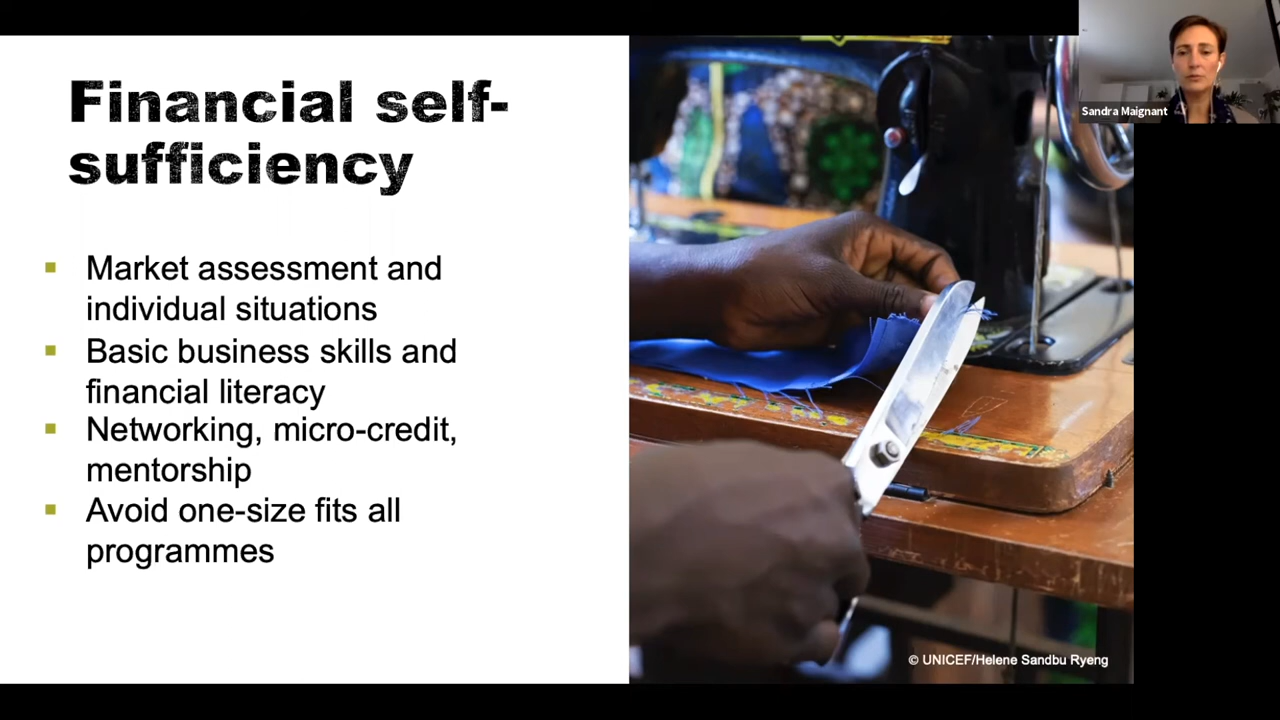 Financial self-
sufficiency
Market assessment and
individual situations
Basic business skills and
financial literacy
Networking, micro-credit,
mentorship
Avoid one-size fits all
programmes
Sandra Maignant
© UNICEF/Helene Sandbu Ryeng